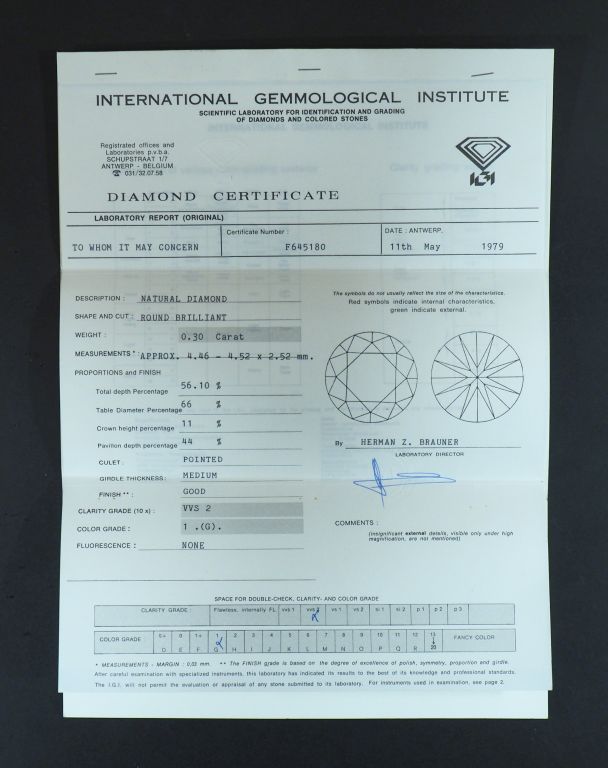 INTERNATIONAL GEMMOLOGICAL INSTITUTE
SCIENTIFIC LABORATORY FOR IDENTIFICATION AND GRADING
OF DIAMONDS AND COLORED STONES
Registrated offices and
Laboratories p.v.b.a.
SCHUPSTRAAT 1/7
ANTWERP - BELGIUM
☎ 031/32.07.58
IGI
DIAMOND CERTIFICATE
LABORATORY REPORT (ORIGINAL)
TO WHOM IT MAY CONCERN
Certificate Number :
F645180
DATE : ANTWERP,
11th May 1979
DESCRIPTION : NATURAL DIAMOND
SHAPE AND CUT : ROUND BRILLIANT
WEIGHT : 0.30 Carat
MEASUREMENTS * : APPROX. 4.46 - 4.52 x 2.52 mm.
PROPORTIONS and FINISH
Total depth Percentage 56.10 %
Table Diameter Percentage 66 %
Crown height percentage 11 %
Pavilion depth percentage 44 %
CULET : POINTED
GIRDLE THICKNESS: MEDIUM
FINISH ** : GOOD
CLARITY GRADE (10 x) : VVS 2
COLOR GRADE : 1 .(G).
FLUORESCENCE : NONE
The symbols do not usually reflect the size of the characteristics.
Red symbols indicate internal characteristics,
green indicate external.
By HERMAN Z. BRAUNER
LABORATORY DIRECTOR
COMMENTS :
(insignificant external details, visible only under high
magnification, are not mentioned)
SPACE FOR DOUBLE-CHECK, CLARITY- AND COLOR GRADE
CLARITY GRADE : Flawless, internally FL vvs 1 vvs 2 vs 1 vs 2 si 1 si 2 p 1 p 2 p 3
COLOR GRADE : 0+ 0 1+ 2 3 4 5 6 7 8 9 10 11 12 13 FANCY COLOR
D E F G H I J K L M N O P Q R 20
* MEASUREMENTS - MARGIN : 0,03 mm. ** The FINISH grade is based on the degree of excellence of polish, symmetry, proportion and girdle.
After careful examination with specialized instruments, this laboratory has indicated its results to the best of its knowledge and professional standards.
The I.G.I. will not permit the evaluation or appraisal of any stone submitted to its laboratory. For instruments used in examination, see page 2.